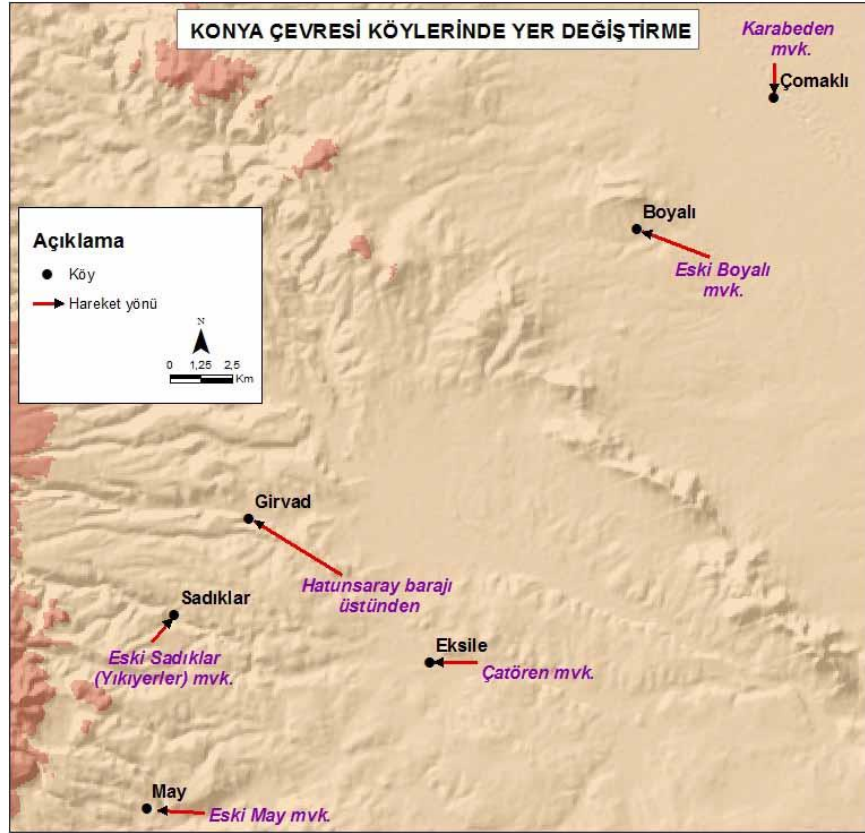 KONYA ÇEVRESİ KÖYLERİNDE YER DEĞİŞTİRME
Karabeden
mvk.
Çomaklı
Boyalı
Eski Boyalı
mvk.
Açıklama
Köy
Hareket yönü
N
0 1,25 2,5
Km
Girvad
Hatunsaray barajı
üstünden
Sadıklar
Eski Sadıklar
(Yıkıyerler) mvk.
Eksile
Çatören mvk.
May
Eski May mvk.